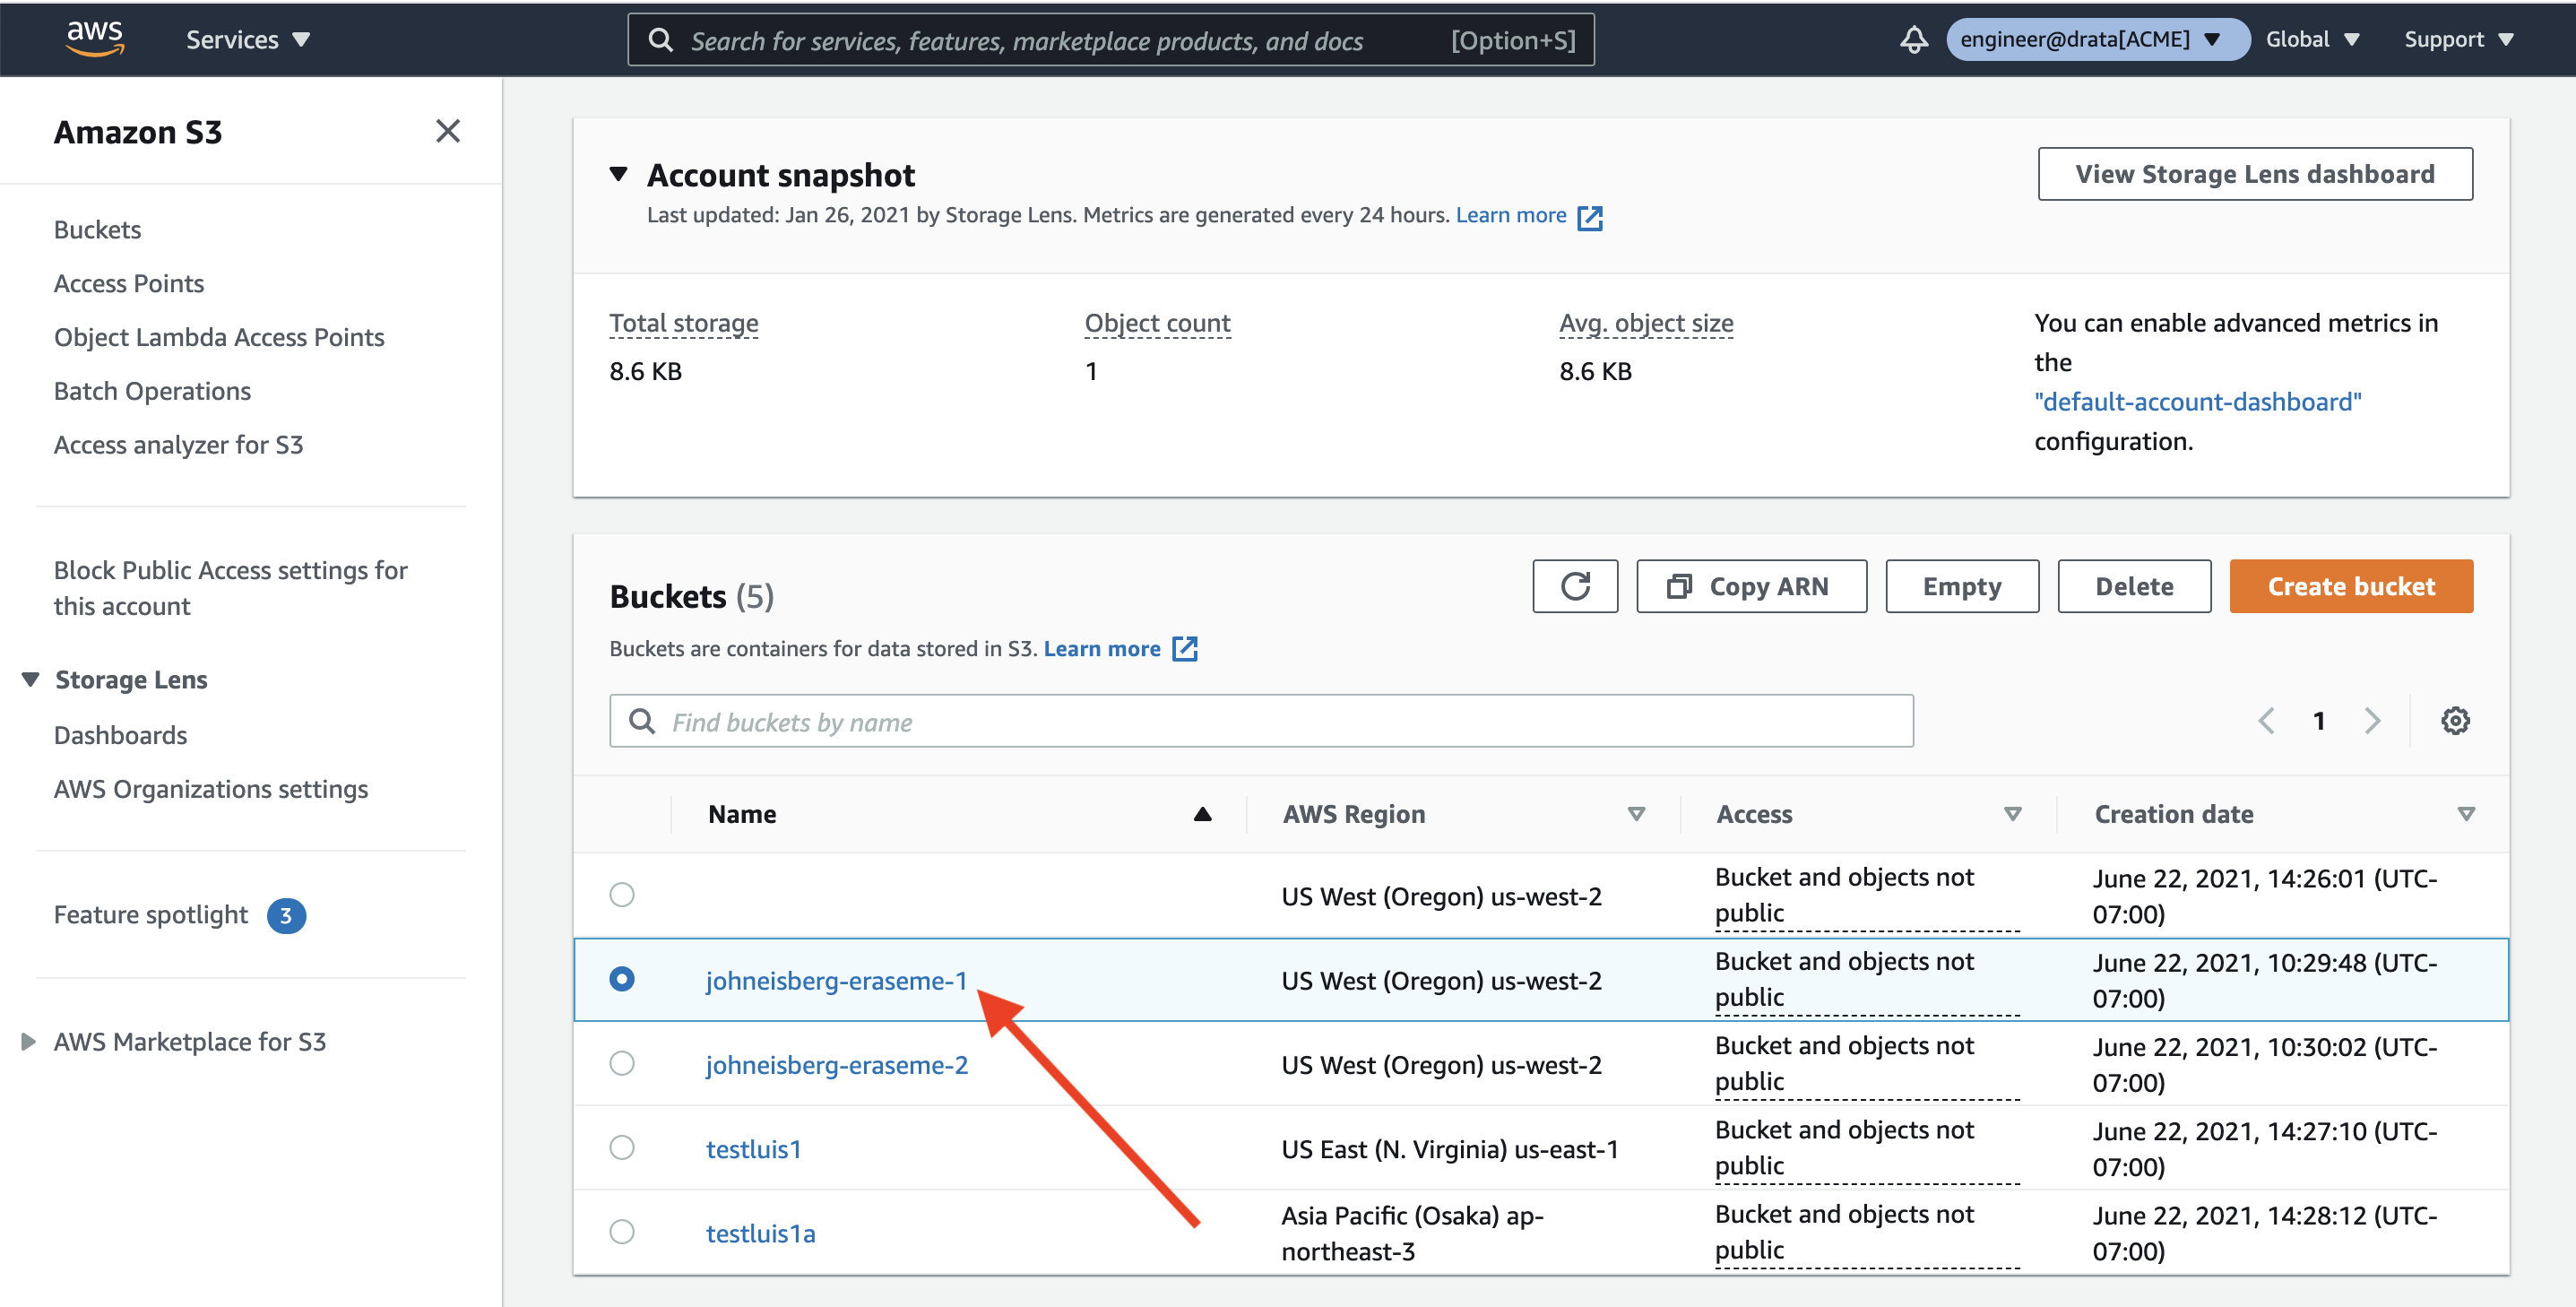 aws
Services
Search for services, features, marketplace products, and docs [Option+S]
engineer@drata[ACME]
Global
Support
Amazon S3
Buckets
Access Points
Object Lambda Access Points
Batch Operations
Access analyzer for S3
Block Public Access settings for
this account
Storage Lens
Dashboards
AWS Organizations settings
Feature spotlight 3
AWS Marketplace for S3
Account snapshot
Last updated: Jan 26, 2021 by Storage Lens. Metrics are generated every 24 hours. Learn more
View Storage Lens dashboard
Total storage
8.6 KB
Object count
1
Avg. object size
8.6 KB
You can enable advanced metrics in
the
"default-account-dashboard"
configuration.
Buckets (5)
Copy ARN
Empty
Delete
Create bucket
Buckets are containers for data stored in S3. Learn more
Find buckets by name
1
Name
AWS Region
Access
Creation date
US West (Oregon) us-west-2
Bucket and objects not
public
June 22, 2021, 14:26:01 (UTC-
07:00)
johneisberg-eraseme-1
US West (Oregon) us-west-2
Bucket and objects not
public
June 22, 2021, 10:29:48 (UTC-
07:00)
johneisberg-eraseme-2
US West (Oregon) us-west-2
Bucket and objects not
public
June 22, 2021, 10:30:02 (UTC-
07:00)
testluis1
US East (N. Virginia) us-east-1
Bucket and objects not
public
June 22, 2021, 14:27:10 (UTC-
07:00)
testluis1a
Asia Pacific (Osaka) ap-
northeast-3
Bucket and objects not
public
June 22, 2021, 14:28:12 (UTC-
07:00)